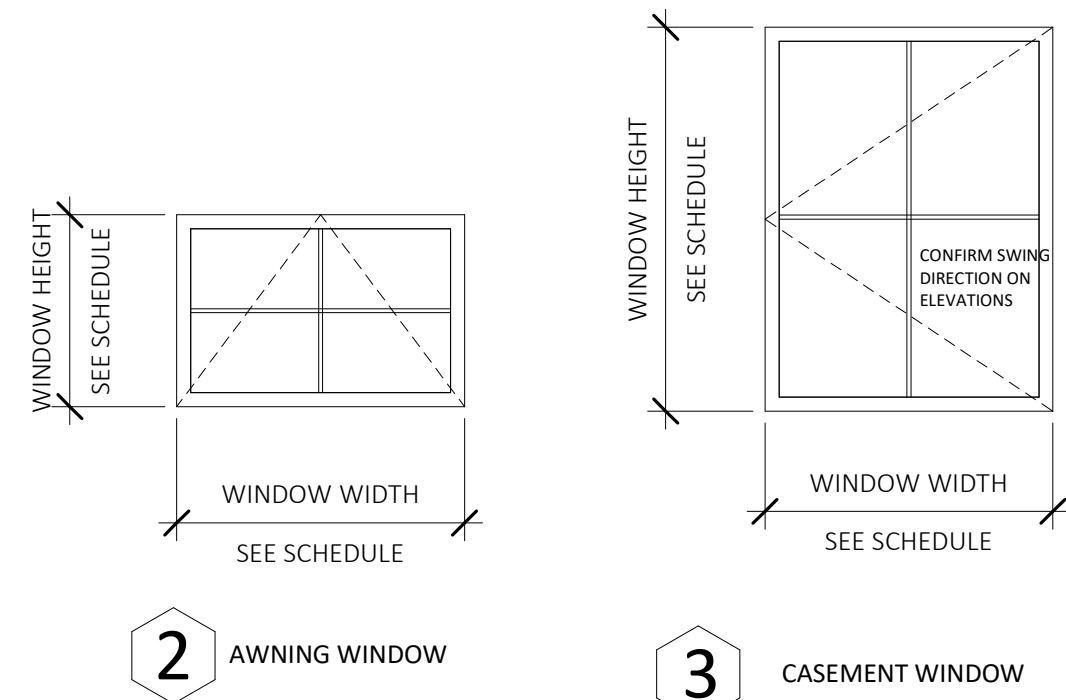 WINDOW HEIGHT
SEE SCHEDULE
WINDOW WIDTH
SEE SCHEDULE
2
AWNING WINDOW
WINDOW HEIGHT
SEE SCHEDULE
CONFIRM SWING
DIRECTION ON
ELEVATIONS
WINDOW WIDTH
SEE SCHEDULE
3
CASEMENT WINDOW